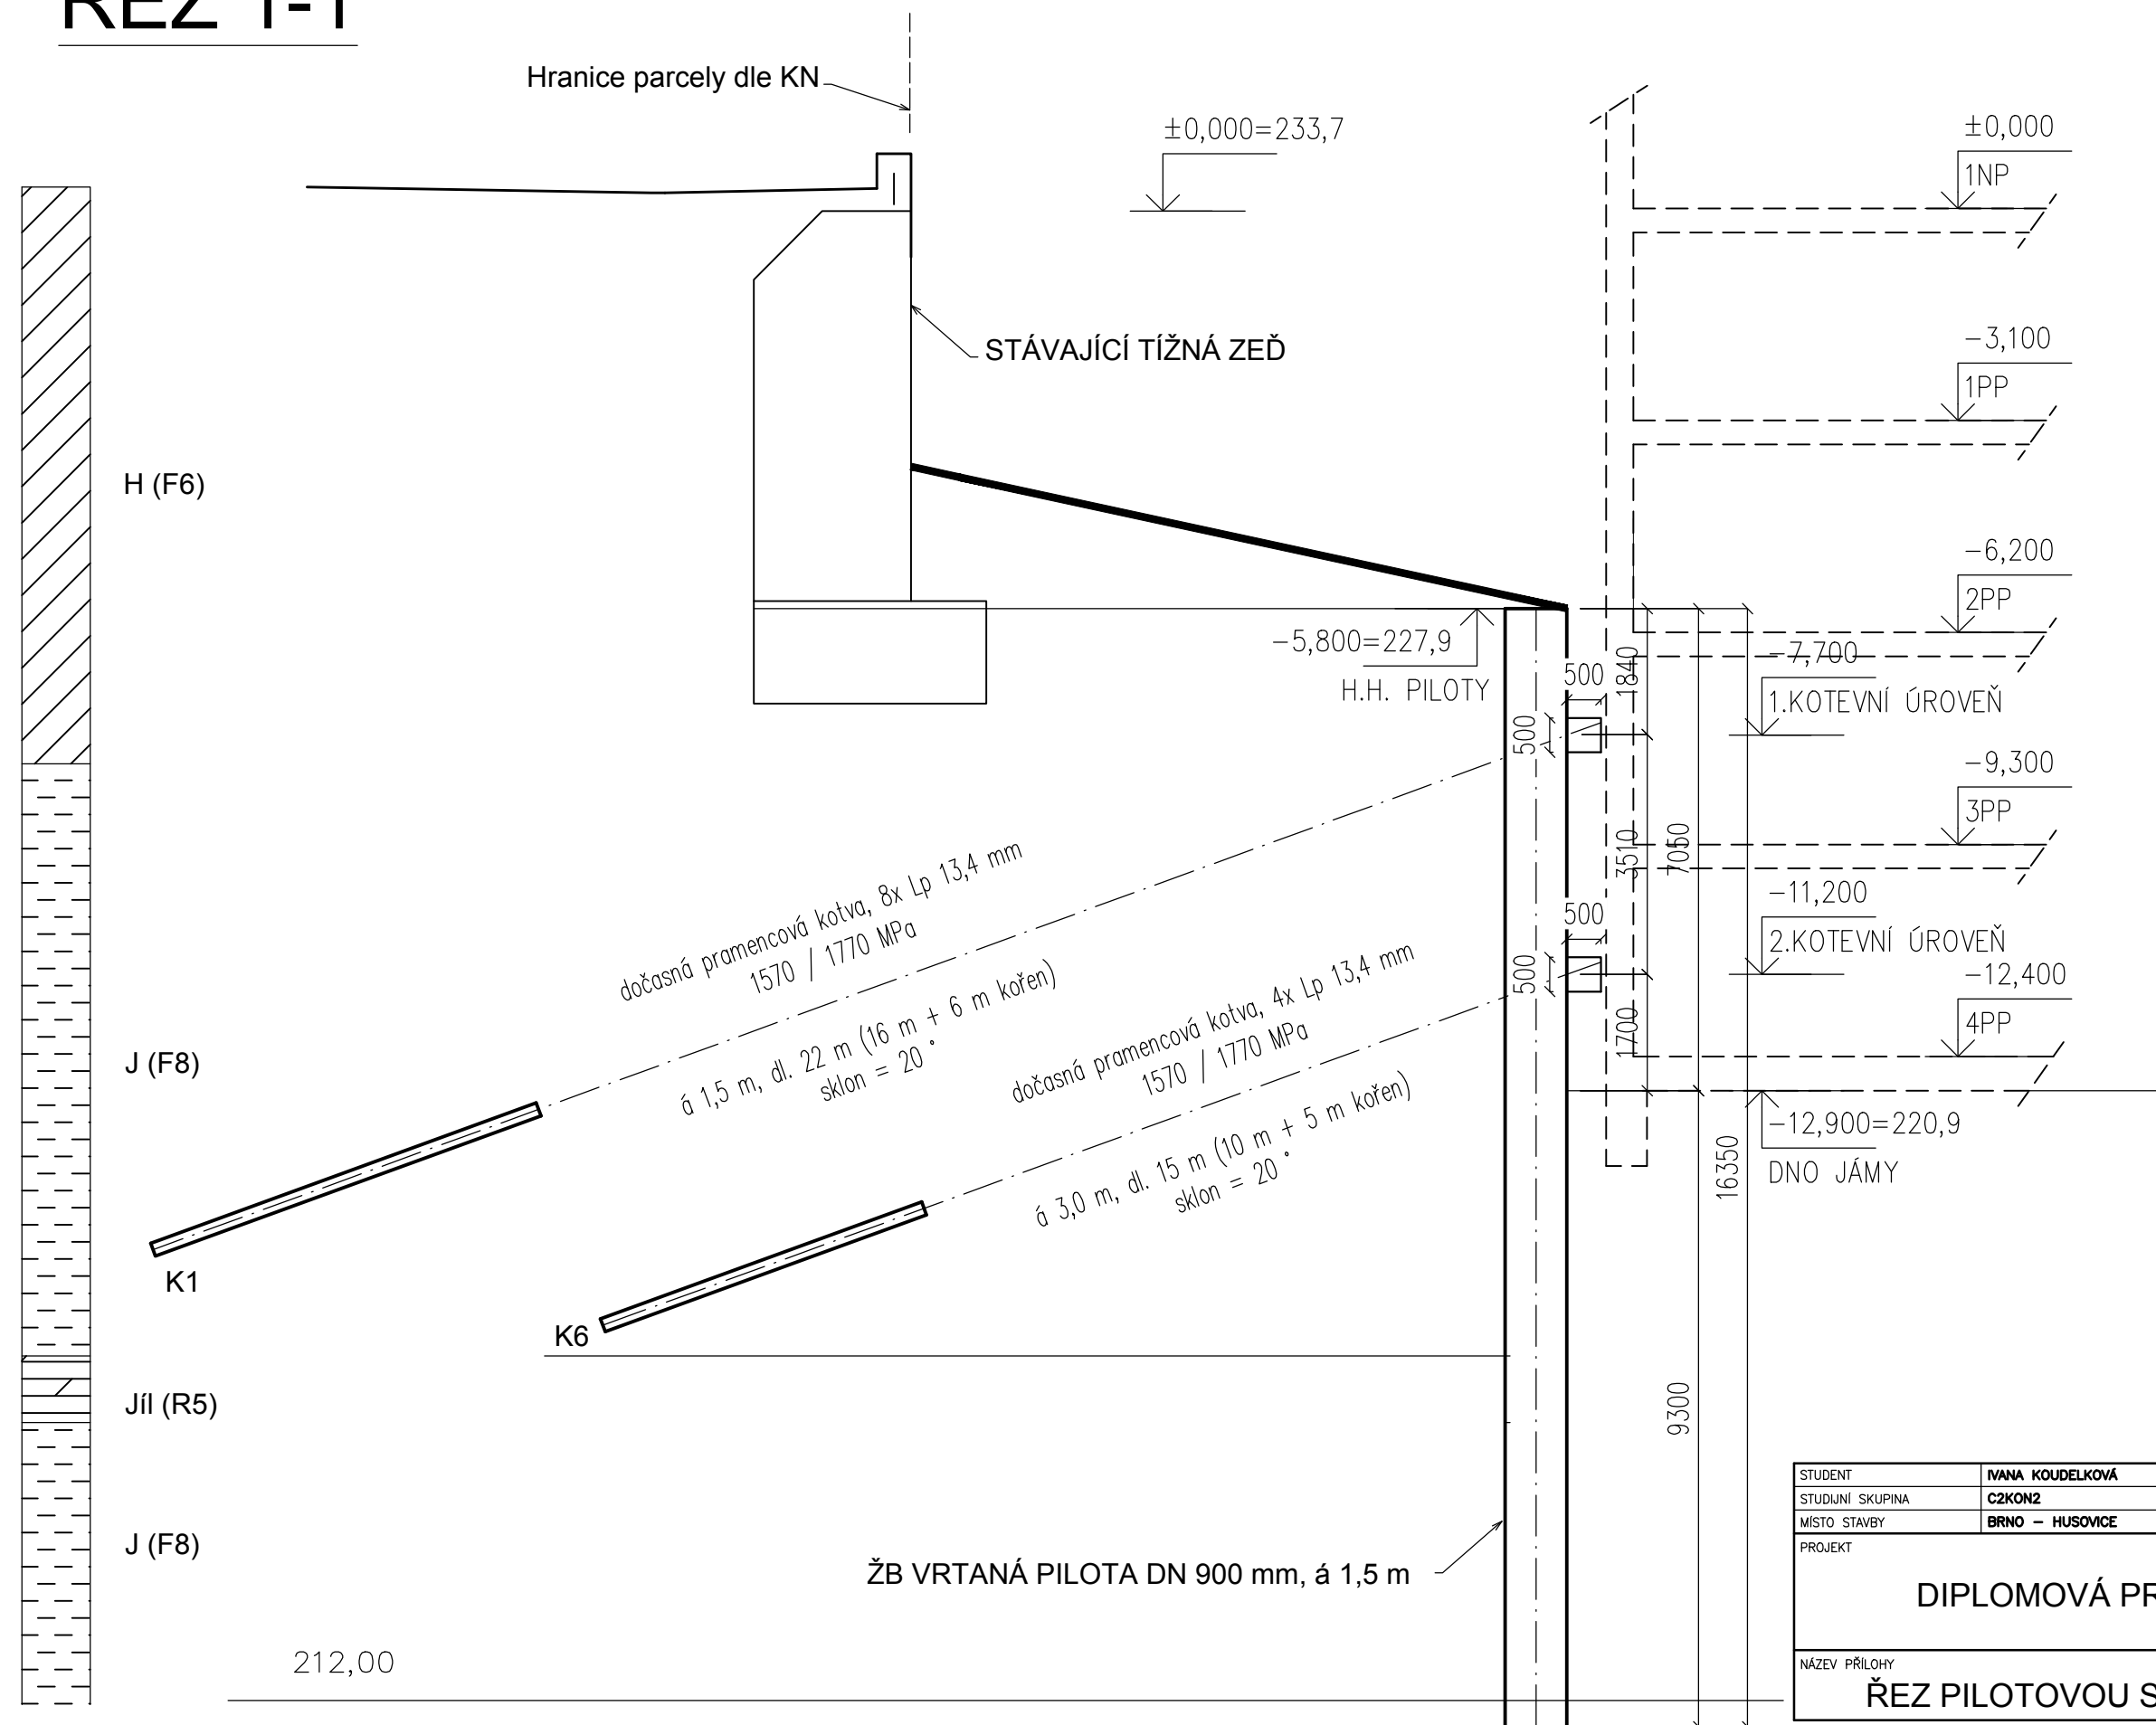 ŘEZ 1-1
Hranice parcely dle KN
±0,000=233,7
±0,000
1NP
STÁVAJÍCÍ TÍŽNÁ ZEĎ
-3,100
1PP
H (F6)
-6,200
2PP
-5,800=227,9
H.H. PILOTY
500
1840
500
-7,700
1.KOTEVNÍ ÚROVEŇ
-9,300
3PP
3510
7050
dočasná pramencová kotva, 8x Lp 13,4 mm
1570 / 1770 MPa
á 1,5 m, dl. 22 m (16 m + 6 m kořen)
sklon = 20°
-11,200
2.KOTEVNÍ ÚROVEŇ
500
500
1700
-12,400
4PP
dočasná pramencová kotva, 4x Lp 13,4 mm
1570 / 1770 MPa
á 3,0 m, dl. 15 m (10 m + 5 m kořen)
sklon = 20°
J (F8)
-12,900=220,9
DNO JÁMY
16350
K1
K6
Jíl (R5)
9300
J (F8)
ŽB VRTANÁ PILOTA DN 900 mm, á 1,5 m
212,00
STUDENT IVANA KOUDELKOVÁ
STUDIJNÍ SKUPINA C2KON2
MÍSTO STAVBY BRNO - HUSOVICE
PROJEKT
DIPLOMOVÁ PR
NÁZEV PŘÍLOHY
ŘEZ PILOTOVOU S